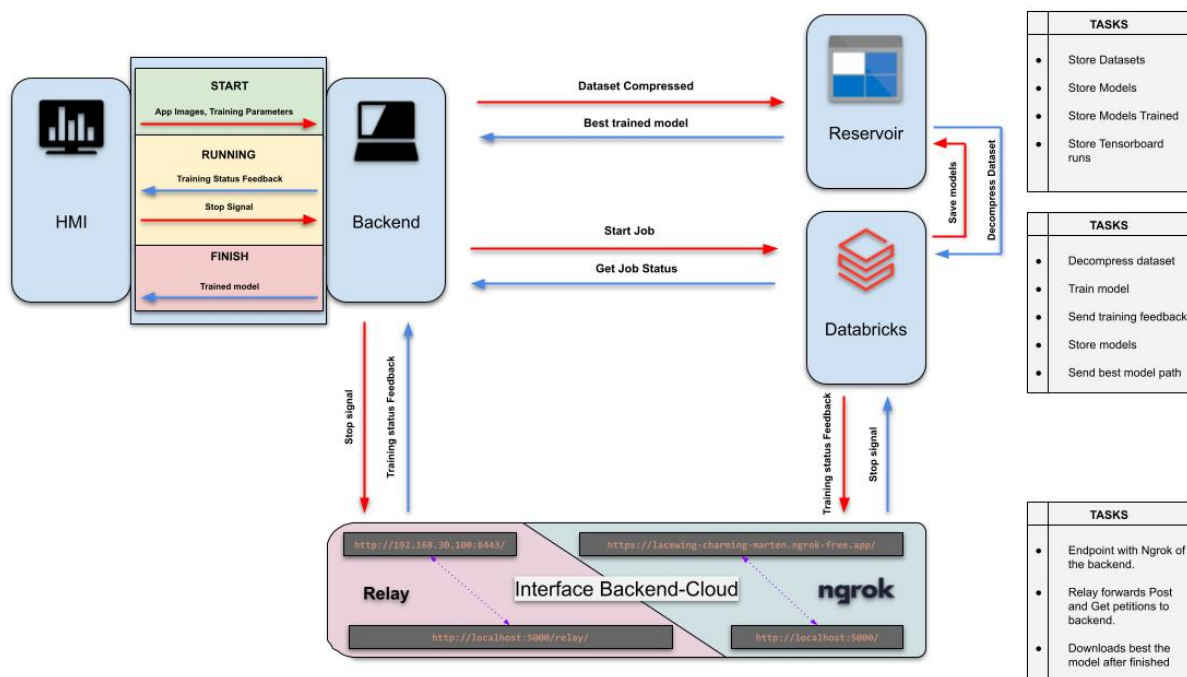 START
App Images, Training Parameters
RUNNING
Training Status Feedback
Stop Signal
FINISH
Trained model
HMI
Backend
Dataset Compressed
Best trained model
Start Job
Get Job Status
Reservoir
Save models
Decompress Dataset
Databricks
Stop signal
Training status Feedback
Training status Feedback
Stop signal
http://192.168.30.100:8443/
https://lacewing-charming-marten.ngrok-free.app/
Relay
Interface Backend-Cloud
ngrok
http://localhost:5000/relay/
http://localhost:5000/
TASKS
● Store Datasets
● Store Models
● Store Models Trained
● Store Tensorboard
runs
TASKS
● Decompress dataset
● Train model
● Send training feedback
● Store models
● Send best model path
TASKS
● Endpoint with Ngrok of
the backend.
● Relay forwards Post
and Get petitions to
backend.
● Downloads best the
model after finished